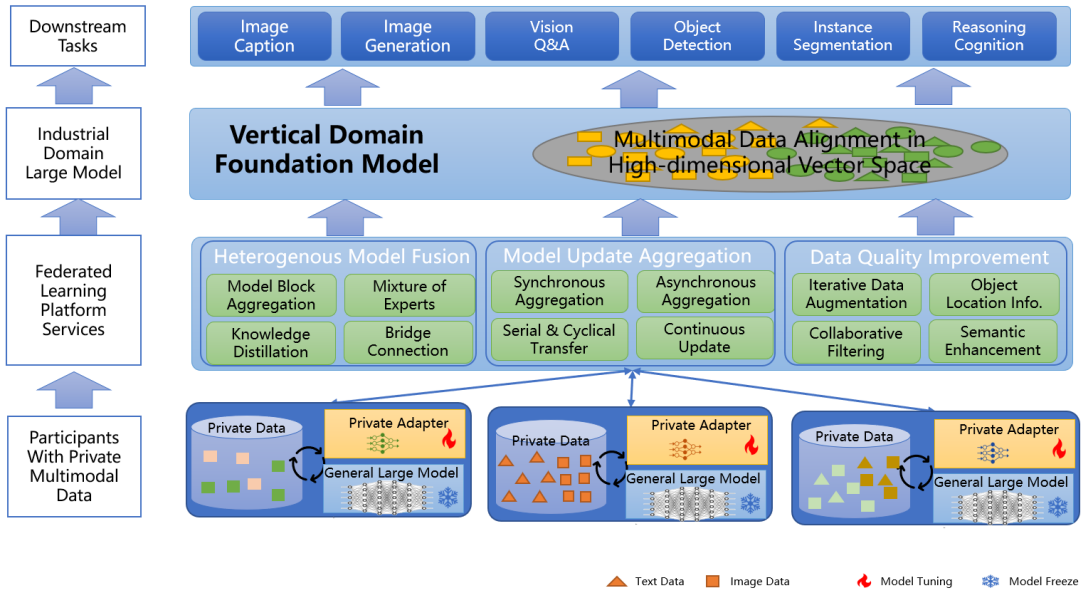 Downstream
Tasks
Image
Caption
Image
Generation
Vision
Q&A
Object
Detection
Instance
Segmentation
Reasoning
Cognition
Industrial
Domain
Large Model
Vertical Domain
Foundation Model
Multimodal Data Alignment in
High-dimensional Vector Space
Federated
Learning
Platform
Services
Heterogenous Model Fusion
Model Block
Aggregation
Mixture of
Experts
Knowledge
Distillation
Bridge
Connection
Model Update Aggregation
Synchronous
Aggregation
Asynchronous
Aggregation
Serial & Cyclical
Transfer
Continuous
Update
Data Quality Improvement
Iterative Data
Augmentation
Object
Location Info.
Collaborative
Filtering
Semantic
Enhancement
Participants
With Private
Multimodal
Data
Private Data
Private Adapter
General Large Model
Private Data
Private Adapter
General Large Model
Private Data
Private Adapter
General Large Model
Text Data
Image Data
Model Tuning
Model Freeze